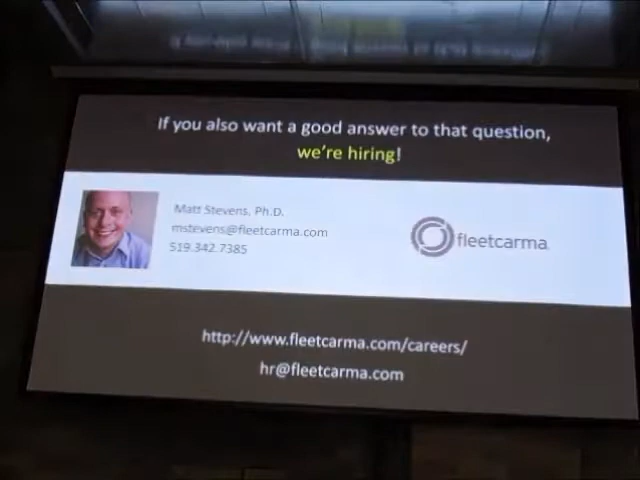 If you also want a good answer to that question,
we're hiring!
Matt Stevens, Ph.D.
mstevens@fleetcarma.com
519.342.7385
fleetcarma
http://www.fleetcarma.com/careers/
hr@fleetcarma.com